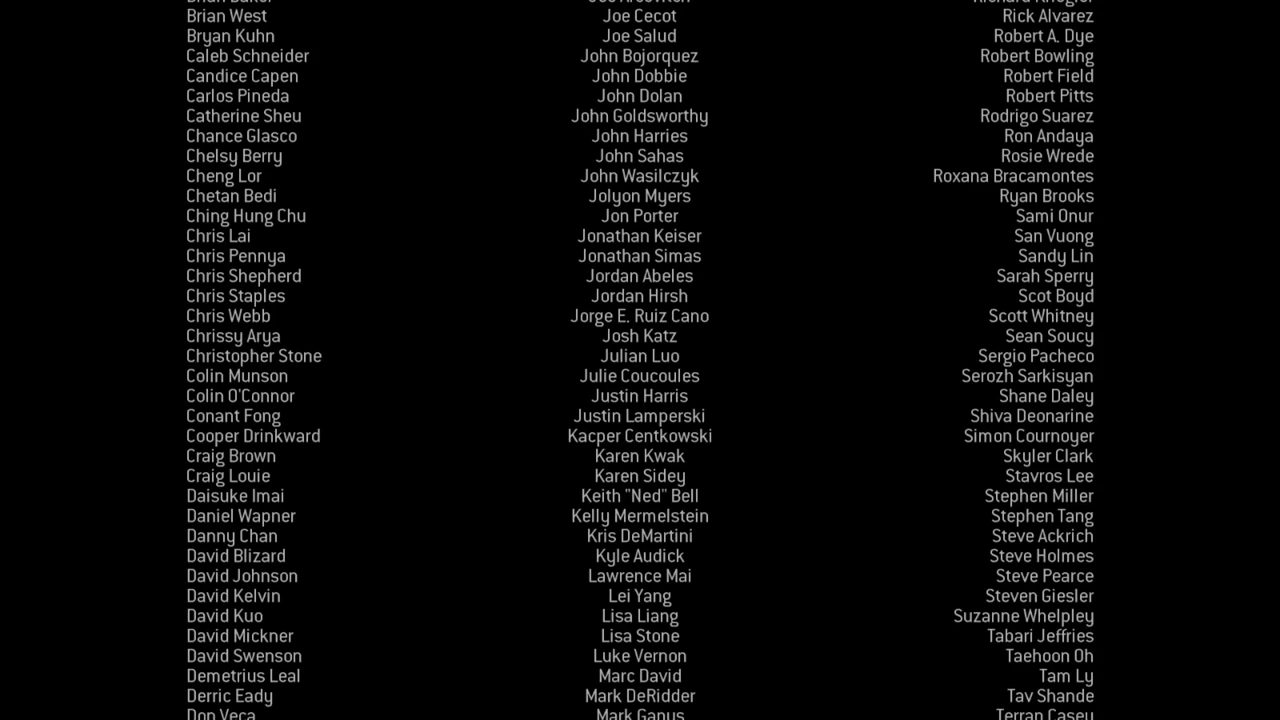 Brian West
Bryan Kuhn
Caleb Schneider
Candice Capen
Carlos Pineda
Catherine Sheu
Chance Glasco
Chelsy Berry
Cheng Lor
Chetan Bedi
Ching Hung Chu
Chris Lai
Chris Pennya
Chris Shepherd
Chris Staples
Chris Webb
Chrissy Arya
Christopher Stone
Colin Munson
Colin O'Connor
Conant Fong
Cooper Drinkward
Craig Brown
Craig Louie
Daisuke Imai
Daniel Wapner
Danny Chan
David Blizard
David Johnson
David Kelvin
David Kuo
David Mickner
David Swenson
Demetrius Leal
Derric Eady
Don Veca
Joe Cecot
Joe Salud
John Bojorquez
John Dobbie
John Dolan
John Goldsworthy
John Harries
John Sahas
John Wasilczyk
Jolyon Myers
Jon Porter
Jonathan Keiser
Jonathan Simas
Jordan Abeles
Jordan Hirsh
Jorge E. Ruiz Cano
Josh Katz
Julian Luo
Julie Coucoules
Justin Harris
Justin Lamperski
Kacper Centkowski
Karen Kwak
Karen Sidey
Keith "Ned" Bell
Kelly Mermelstein
Kris DeMartini
Kyle Audick
Lawrence Mai
Lei Yang
Lisa Liang
Lisa Stone
Luke Vernon
Marc David
Mark DeRidder
Mark Ganus
Rick Alvarez
Robert A. Dye
Robert Bowling
Robert Field
Robert Pitts
Rodrigo Suarez
Ron Andaya
Rosie Wrede
Roxana Bracamontes
Ryan Brooks
Sami Onur
San Vuong
Sandy Lin
Sarah Sperry
Scot Boyd
Scott Whitney
Sean Soucy
Sergio Pacheco
Serozh Sarkisyan
Shane Daley
Shiva Deonarine
Simon Cournoyer
Skyler Clark
Stavros Lee
Stephen Miller
Stephen Tang
Steve Ackrich
Steve Holmes
Steve Pearce
Steven Giesler
Suzanne Whelpley
Tabari Jeffries
Taehoon Oh
Tam Ly
Tav Shande
Terran Casey